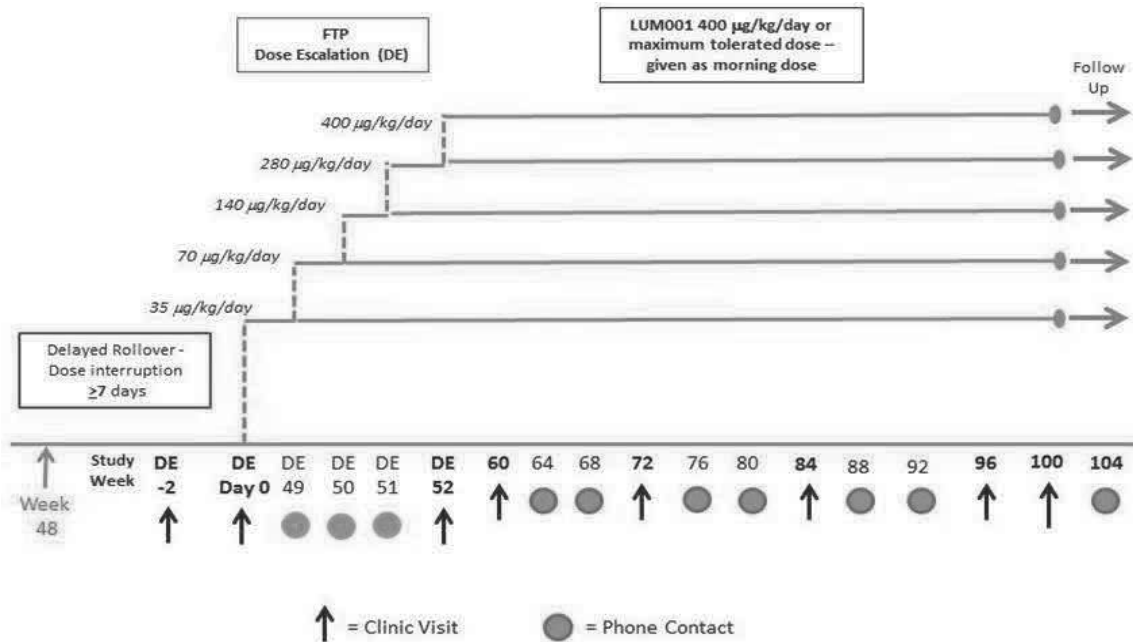 FTP
Dose Escalation (DE)
LUM001 400 µg/kg/day or
maximum tolerated dose –
given as morning dose
Follow
Up
400 µg/kg/day
280 µg/kg/day
140 µg/kg/day
70 µg/kg/day
35 µg/kg/day
Delayed Rollover -
Dose interruption
≥7 days
Study DE DE DE DE DE DE 60 64 68 72 76 80 84 88 92 96 100 104
Week -2 Day 0 49 50 51 52
Week
48
= Clinic Visit = Phone Contact